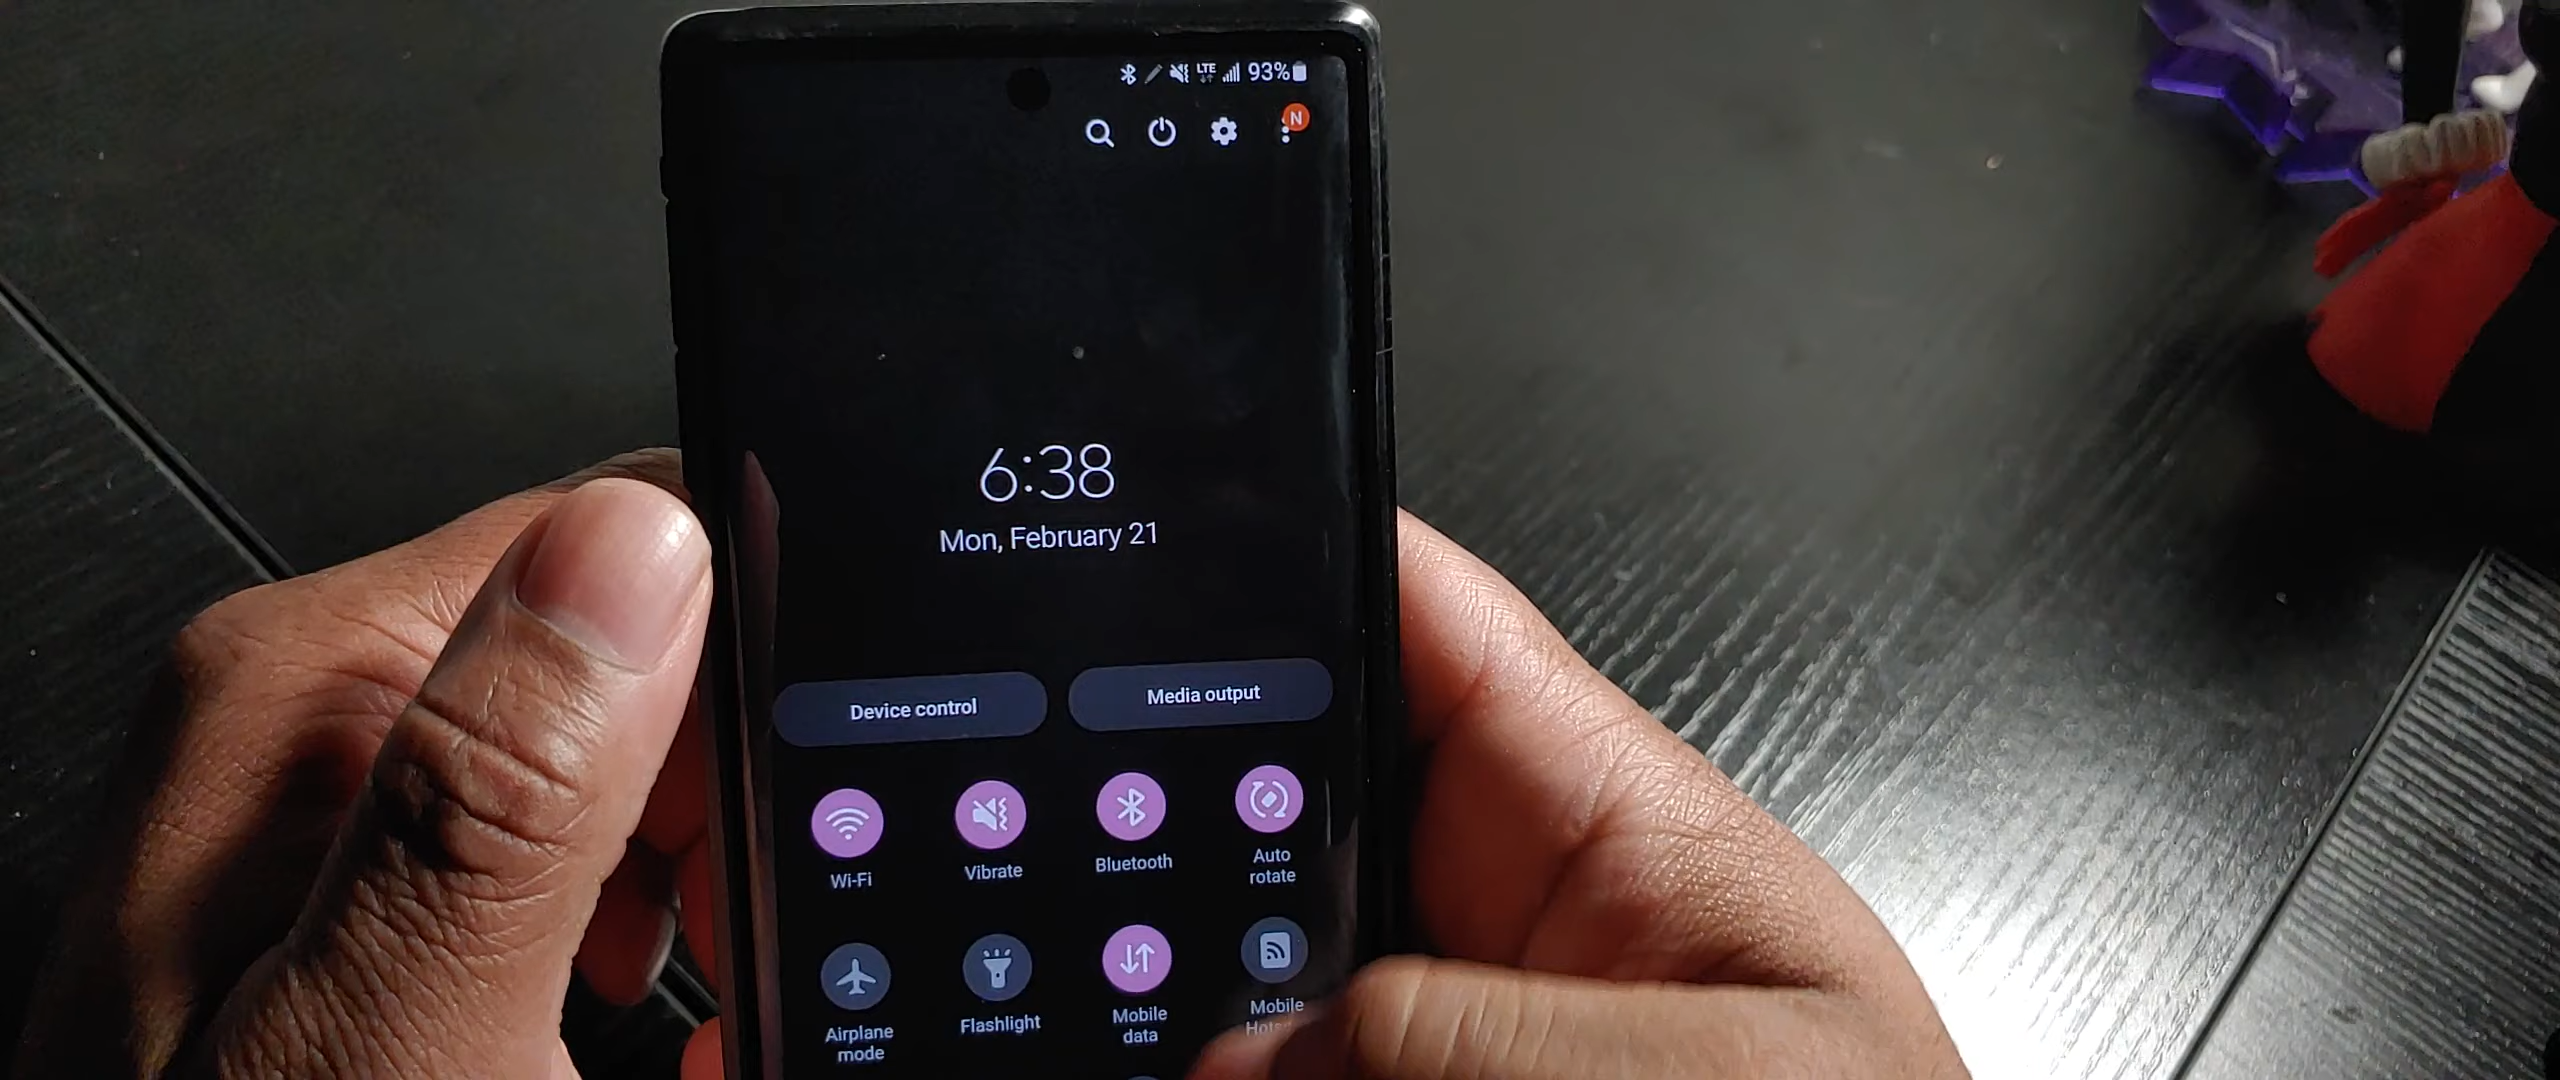 LTE 93%
N
6:38
Mon, February 21
Device control Media output
Wi-Fi Vibrate Bluetooth Auto
rotate
Airplane
mode Flashlight Mobile
data Mobile